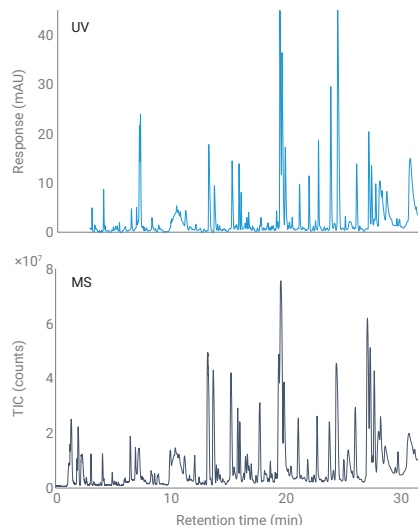 UV
Response (mAU)
40
30
20
10
0
×10⁷
MS
TIC (counts)
8
6
4
2
0
0 10 20 30
Retention time (min)